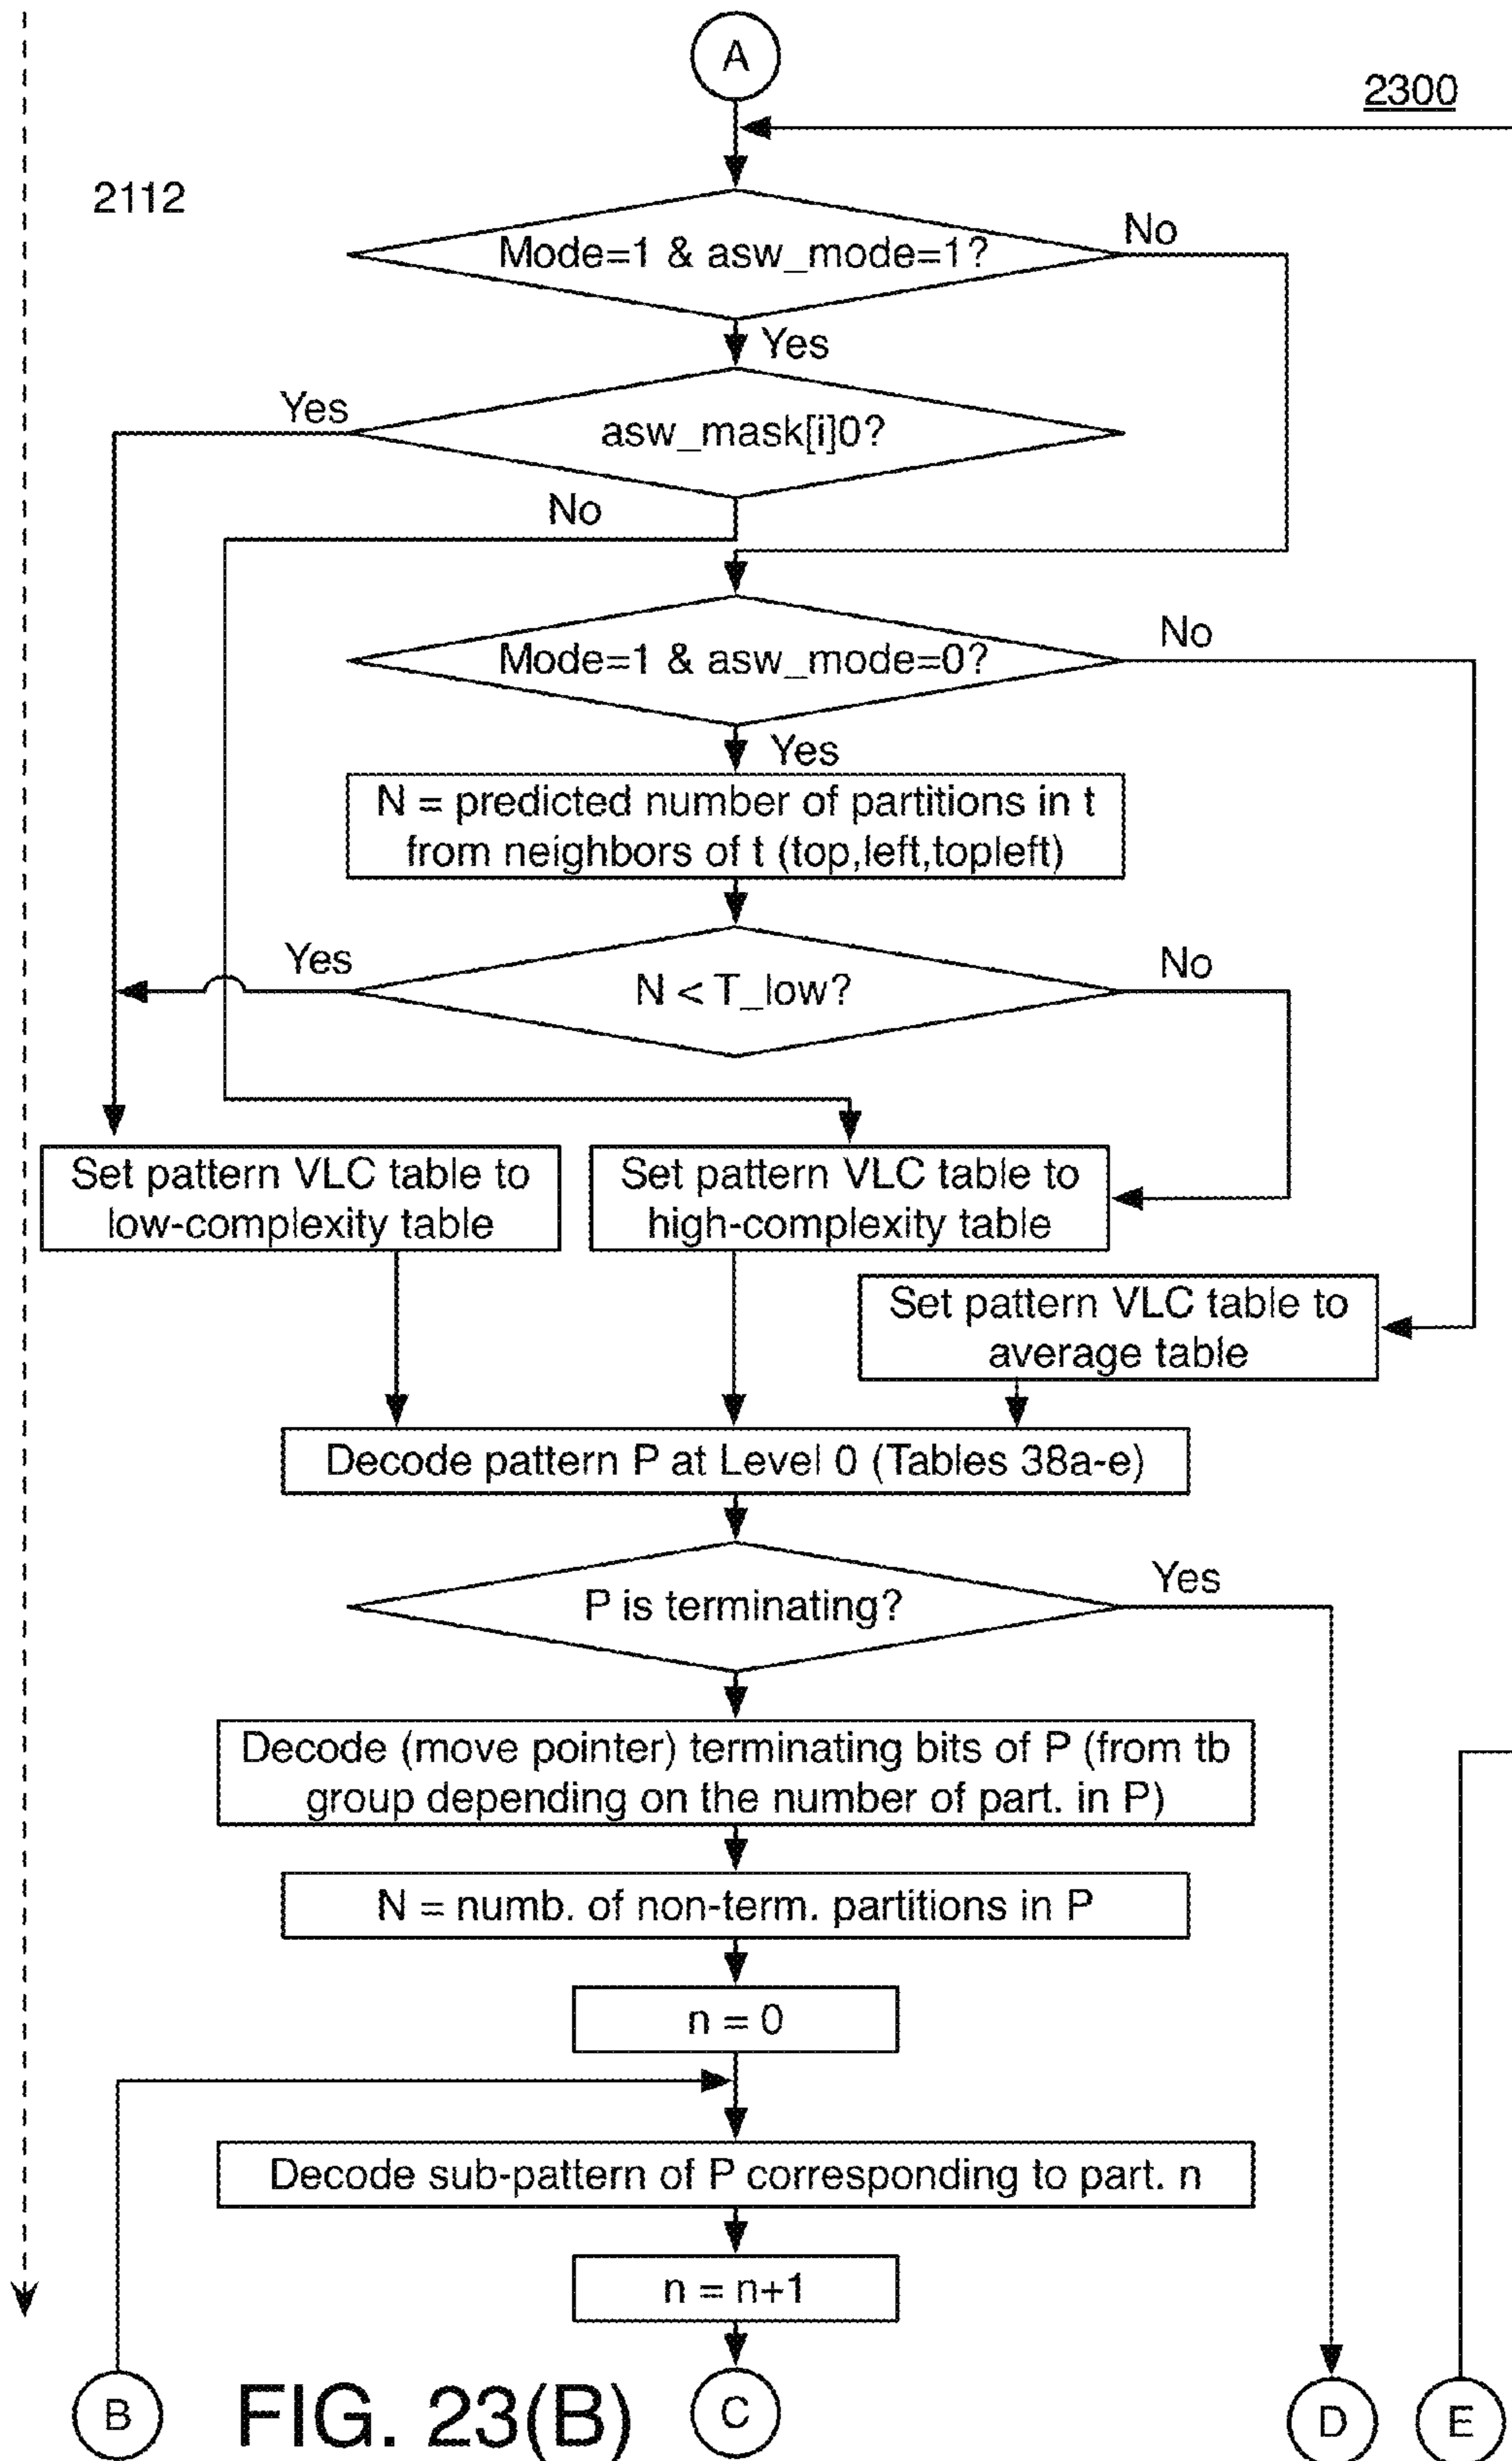 A
2300
2112
Mode=1 & asw_mode=1?
No
Yes
asw_mask[i]0?
Yes
No
Mode=1 & asw_mode=0?
No
Yes
N = predicted number of partitions in t
from neighbors of t (top,left,topleft)
N < T_low?
Yes
No
Set pattern VLC table to
low-complexity table
Set pattern VLC table to
high-complexity table
Set pattern VLC table to
average table
Decode pattern P at Level 0 (Tables 38a-e)
P is terminating?
Yes
Decode (move pointer) terminating bits of P (from tb
group depending on the number of part. in P)
N = numb. of non-term. partitions in P
n = 0
Decode sub-pattern of P corresponding to part. n
n = n+1
B
FIG. 23(B)
C
D
E